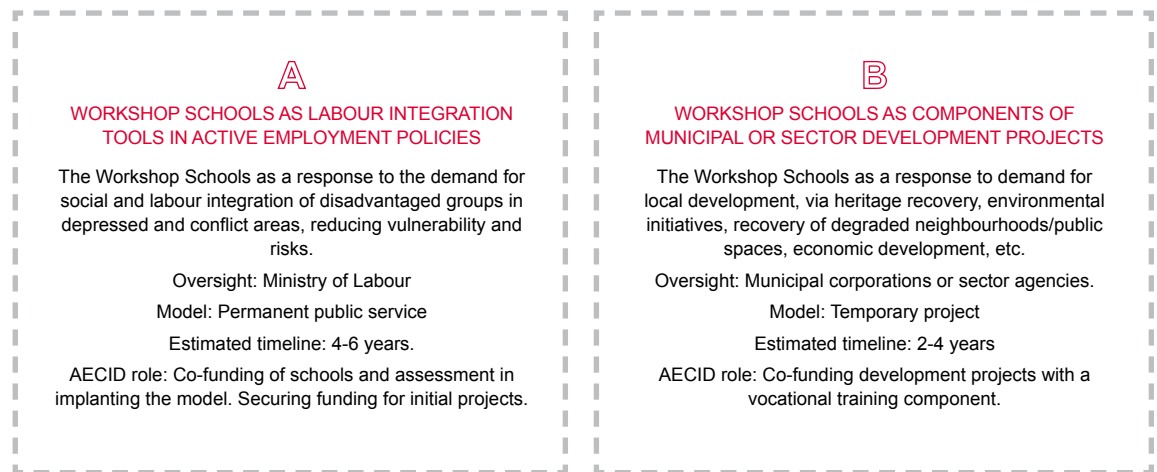 A
WORKSHOP SCHOOLS AS LABOUR INTEGRATION
TOOLS IN ACTIVE EMPLOYMENT POLICIES
The Workshop Schools as a response to the demand for
social and labour integration of disadvantaged groups in
depressed and conflict areas, reducing vulnerability and
risks.
Oversight: Ministry of Labour
Model: Permanent public service
Estimated timeline: 4-6 years.
AECID role: Co-funding of schools and assessment in
implanting the model. Securing funding for initial projects.
B
WORKSHOP SCHOOLS AS COMPONENTS OF
MUNICIPAL OR SECTOR DEVELOPMENT PROJECTS
The Workshop Schools as a response to demand for
local development, via heritage recovery, environmental
initiatives, recovery of degraded neighbourhoods/public
spaces, economic development, etc.
Oversight: Municipal corporations or sector agencies.
Model: Temporary project
Estimated timeline: 2-4 years
AECID role: Co-funding development projects with a
vocational training component.